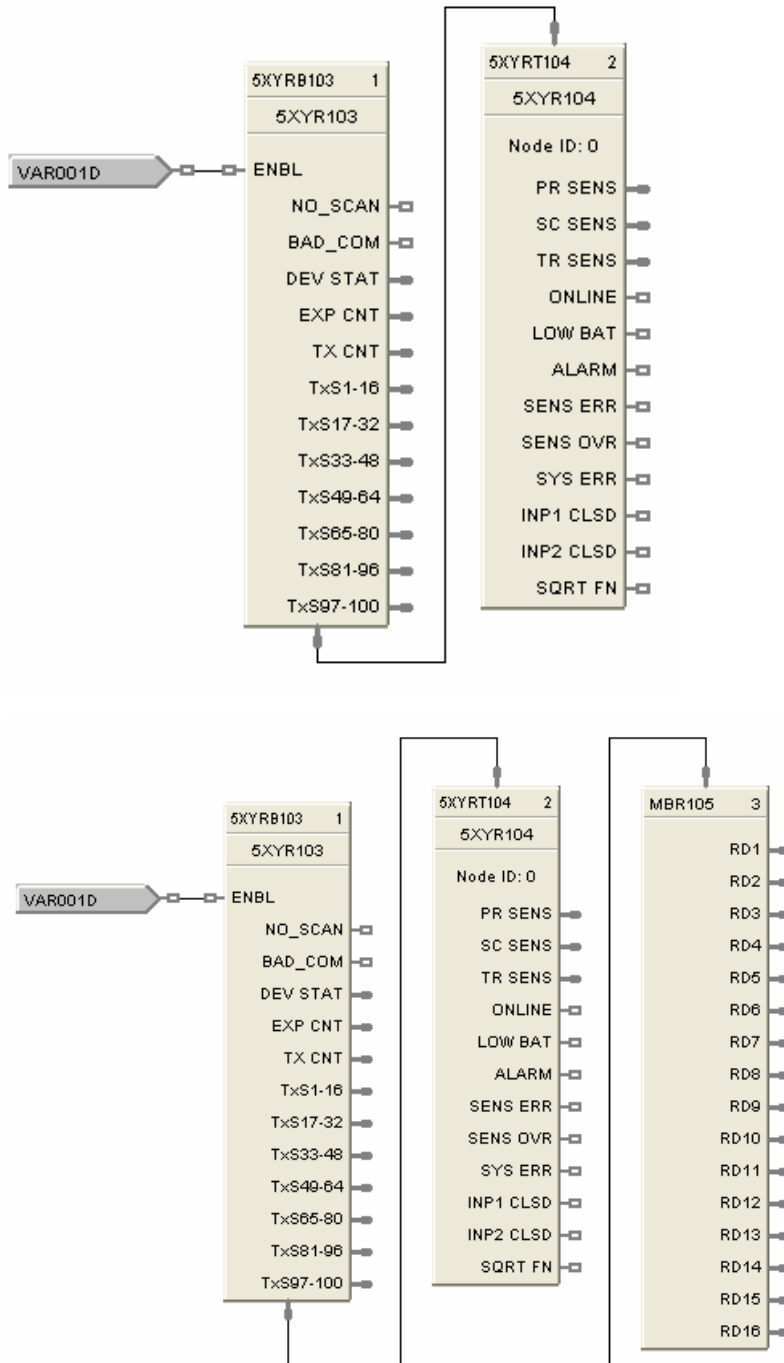 5XYRB103 1
5XYR103
VAR001D
ENBL
NO_SCAN
BAD_COM
DEV STAT
EXP CNT
TX CNT
TxS1-16
TxS17-32
TxS33-48
TxS49-64
TxS65-80
TxS81-96
TxS97-100
5XYRT104 2
5XYR104
Node ID: 0
PR SENS
SC SENS
TR SENS
ONLINE
LOW BAT
ALARM
SENS ERR
SENS OVR
SYS ERR
INP1 CLSD
INP2 CLSD
SQRT FN
5XYRB103 1
5XYR103
VAR001D
ENBL
NO_SCAN
BAD_COM
DEV STAT
EXP CNT
TX CNT
TxS1-16
TxS17-32
TxS33-48
TxS49-64
TxS65-80
TxS81-96
TxS97-100
5XYRT104 2
5XYR104
Node ID: 0
PR SENS
SC SENS
TR SENS
ONLINE
LOW BAT
ALARM
SENS ERR
SENS OVR
SYS ERR
INP1 CLSD
INP2 CLSD
SQRT FN
MBR105 3
RD1
RD2
RD3
RD4
RD5
RD6
RD7
RD8
RD9
RD10
RD11
RD12
RD13
RD14
RD15
RD16